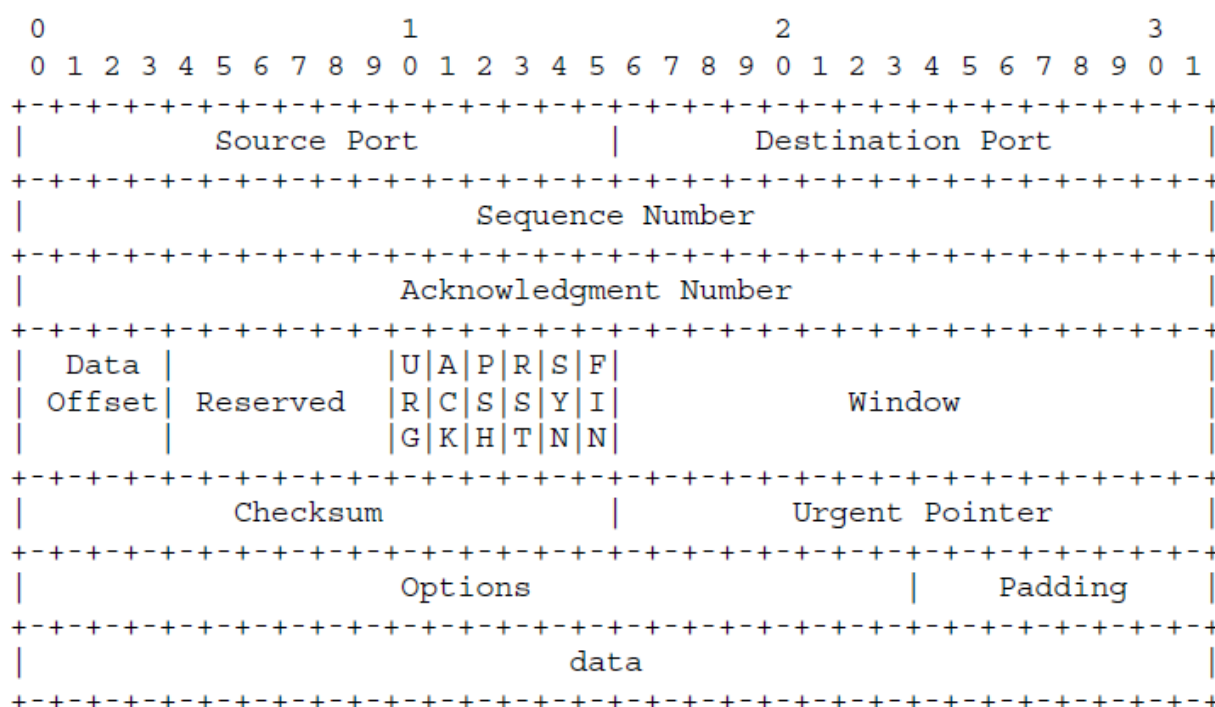 0                   1                   2                   3
 0 1 2 3 4 5 6 7 8 9 0 1 2 3 4 5 6 7 8 9 0 1 2 3 4 5 6 7 8 9 0 1
+-+-+-+-+-+-+-+-+-+-+-+-+-+-+-+-+-+-+-+-+-+-+-+-+-+-+-+-+-+-+-+-+
|          Source Port          |        Destination Port       |
+-+-+-+-+-+-+-+-+-+-+-+-+-+-+-+-+-+-+-+-+-+-+-+-+-+-+-+-+-+-+-+-+
|                        Sequence Number                        |
+-+-+-+-+-+-+-+-+-+-+-+-+-+-+-+-+-+-+-+-+-+-+-+-+-+-+-+-+-+-+-+-+
|                    Acknowledgment Number                      |
+-+-+-+-+-+-+-+-+-+-+-+-+-+-+-+-+-+-+-+-+-+-+-+-+-+-+-+-+-+-+-+-+
|  Data |           |U|A|P|R|S|F|                               |
| Offset| Reserved  |R|C|S|S|Y|I|            Window             |
|       |           |G|K|H|T|N|N|                               |
+-+-+-+-+-+-+-+-+-+-+-+-+-+-+-+-+-+-+-+-+-+-+-+-+-+-+-+-+-+-+-+-+
|           Checksum            |         Urgent Pointer        |
+-+-+-+-+-+-+-+-+-+-+-+-+-+-+-+-+-+-+-+-+-+-+-+-+-+-+-+-+-+-+-+-+
|                    Options                    |    Padding    |
+-+-+-+-+-+-+-+-+-+-+-+-+-+-+-+-+-+-+-+-+-+-+-+-+-+-+-+-+-+-+-+-+
|                             data                              |
+-+-+-+-+-+-+-+-+-+-+-+-+-+-+-+-+-+-+-+-+-+-+-+-+-+-+-+-+-+-+-+-+